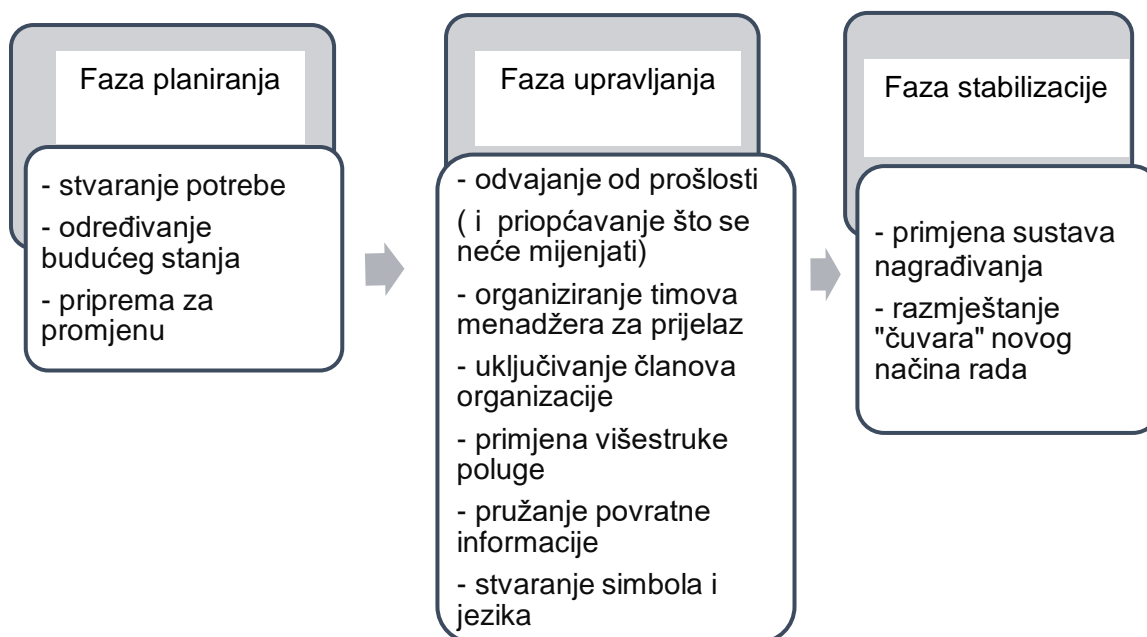 Faza planiranja
- stvaranje potrebe
- određivanje
budućeg stanja
- priprema za
promjenu
Faza upravljanja
- odvajanje od prošlosti
( i  priopćavanje što se
neće mijenjati)
- organiziranje timova
menadžera za prijelaz
- uključivanje članova
organizacije
- primjena višestruke
poluge
- pružanje povratne
informacije
- stvaranje simbola i
jezika
Faza stabilizacije
- primjena sustava
nagrađivanja
- razmještanje
"čuvara" novog
načina rada